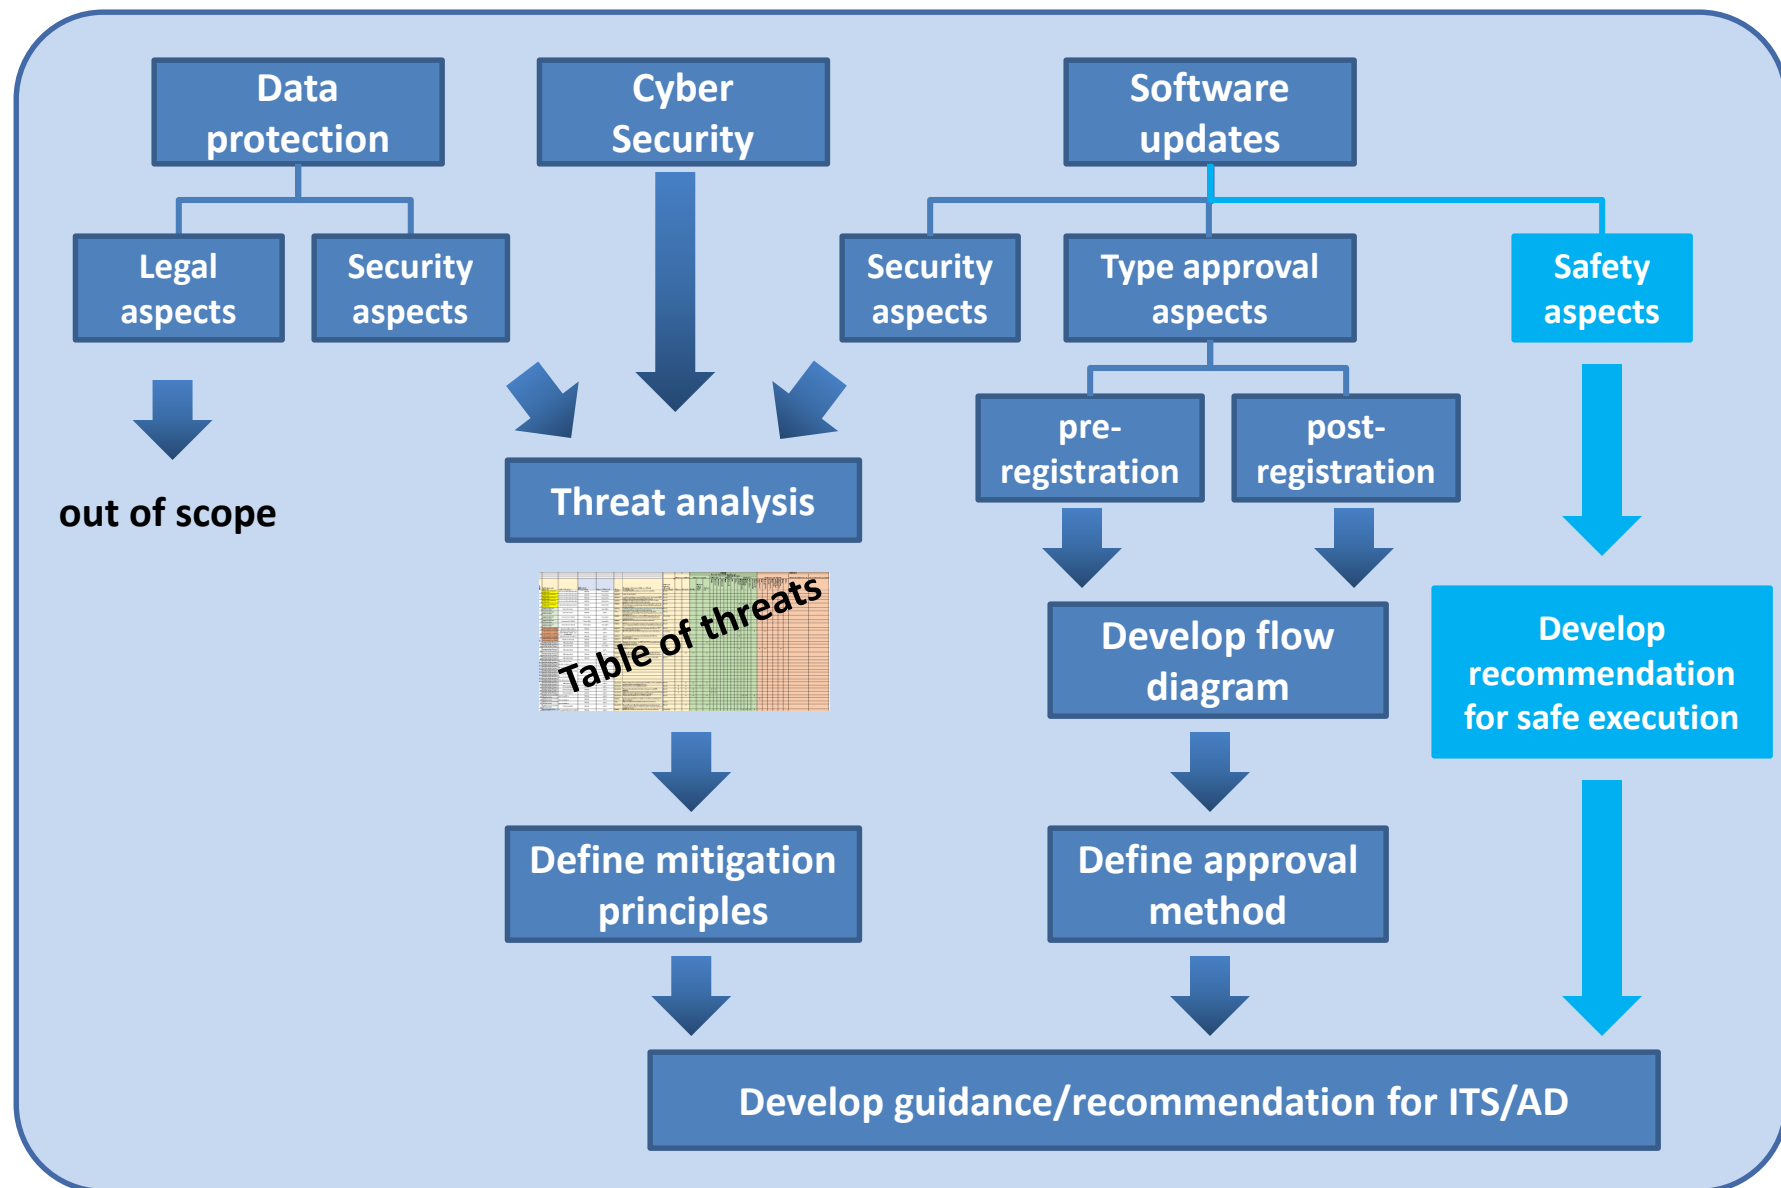 Data
protection
Cyber
Security
Software
updates
Legal
aspects
Security
aspects
Security
aspects
Type approval
aspects
Safety
aspects
pre-
registration
post-
registration
out of scope
Threat analysis
Table of threats
Develop flow
diagram
Develop
recommendation
for safe execution
Define mitigation
principles
Define approval
method
Develop guidance/recommendation for ITS/AD